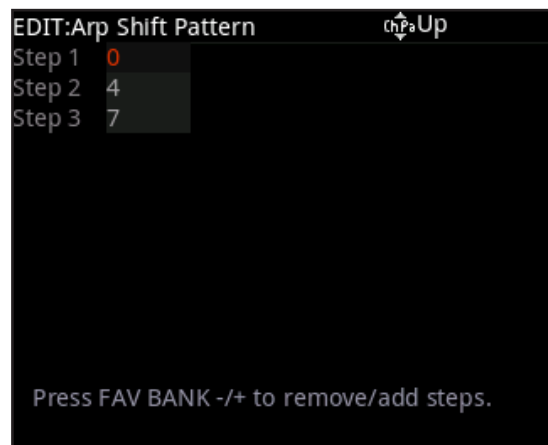 EDIT:Arp Shift Pattern ChPa Up
Step 1 0
Step 2 4
Step 3 7
Press FAV BANK -/+ to remove/add steps.